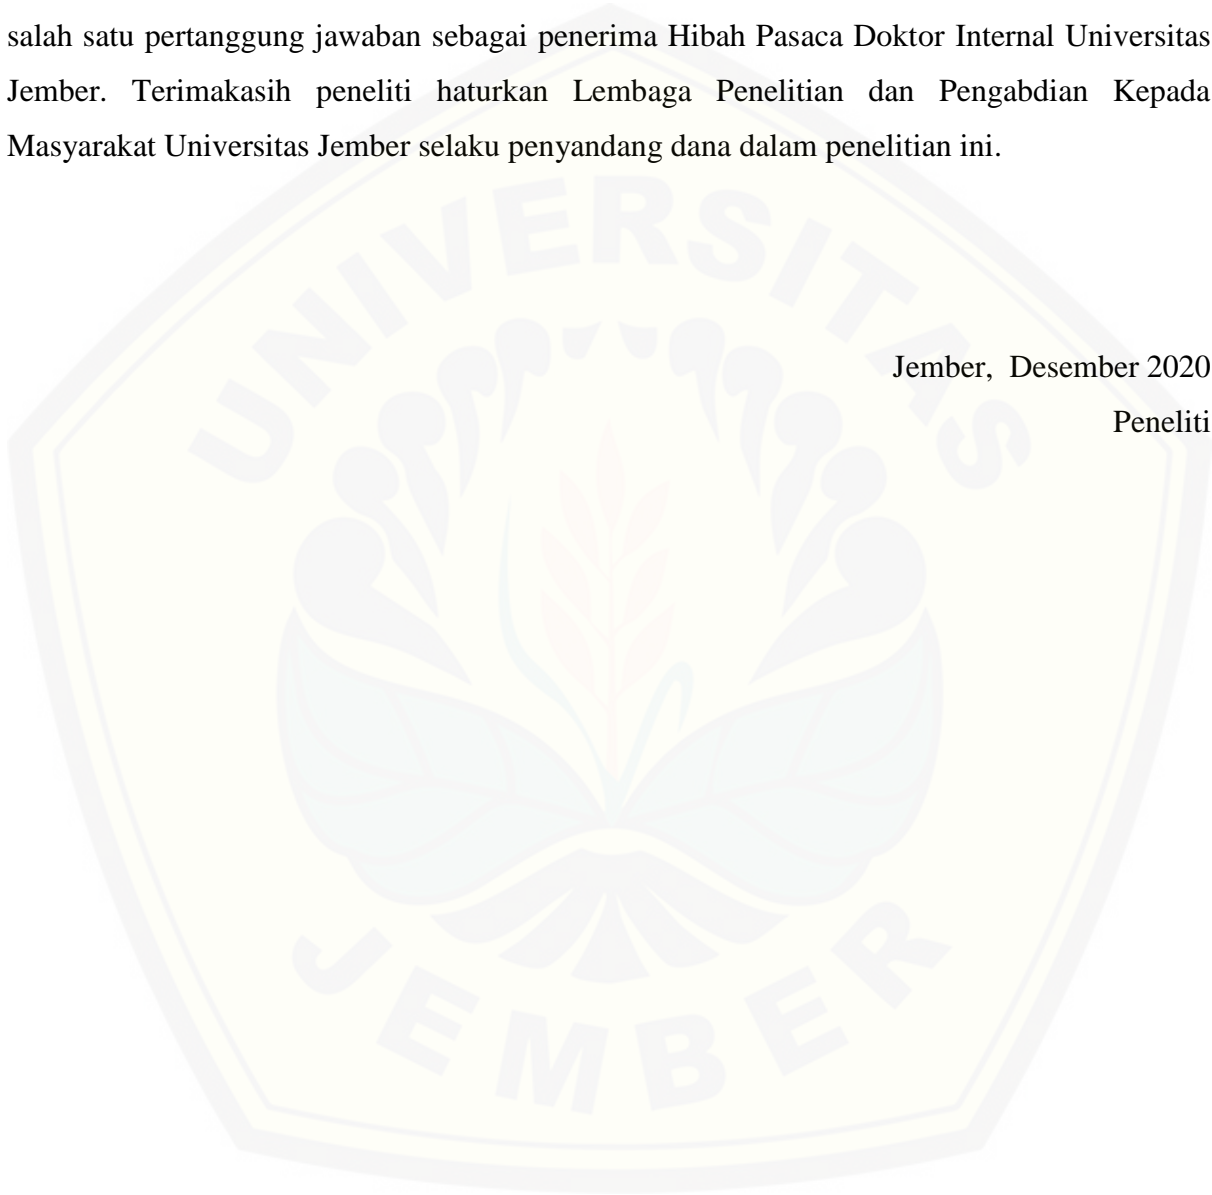 salah satu pertanggung jawaban sebagai penerima Hibah Pasaca Doktor Internal Universitas
Jember. Terimakasih peneliti haturkan Lembaga Penelitian dan Pengabdian Kepada
Masyarakat Universitas Jember selaku penyandang dana dalam penelitian ini.
UNIVERSITAS
Jember, Desember 2020
Peneliti
JEMBER